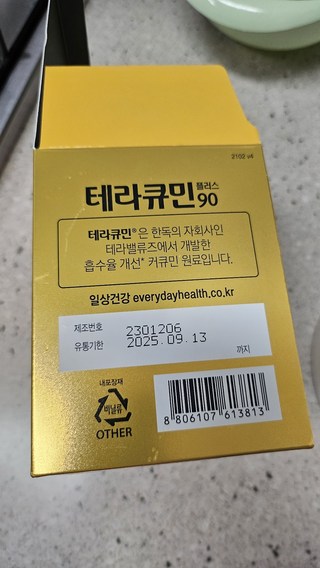 2102 v4
테라큐민 플러스 90
테라큐민® 은 한독의 자회사인
테라밸류즈에서 개발한
흡수율 개선* 커큐민 원료입니다.
일상건강 everydayhealth.co.kr
제조번호 2301206
유통기한 2025.09.13 까지
내포장재
비닐류
OTHER
8 806107 613813